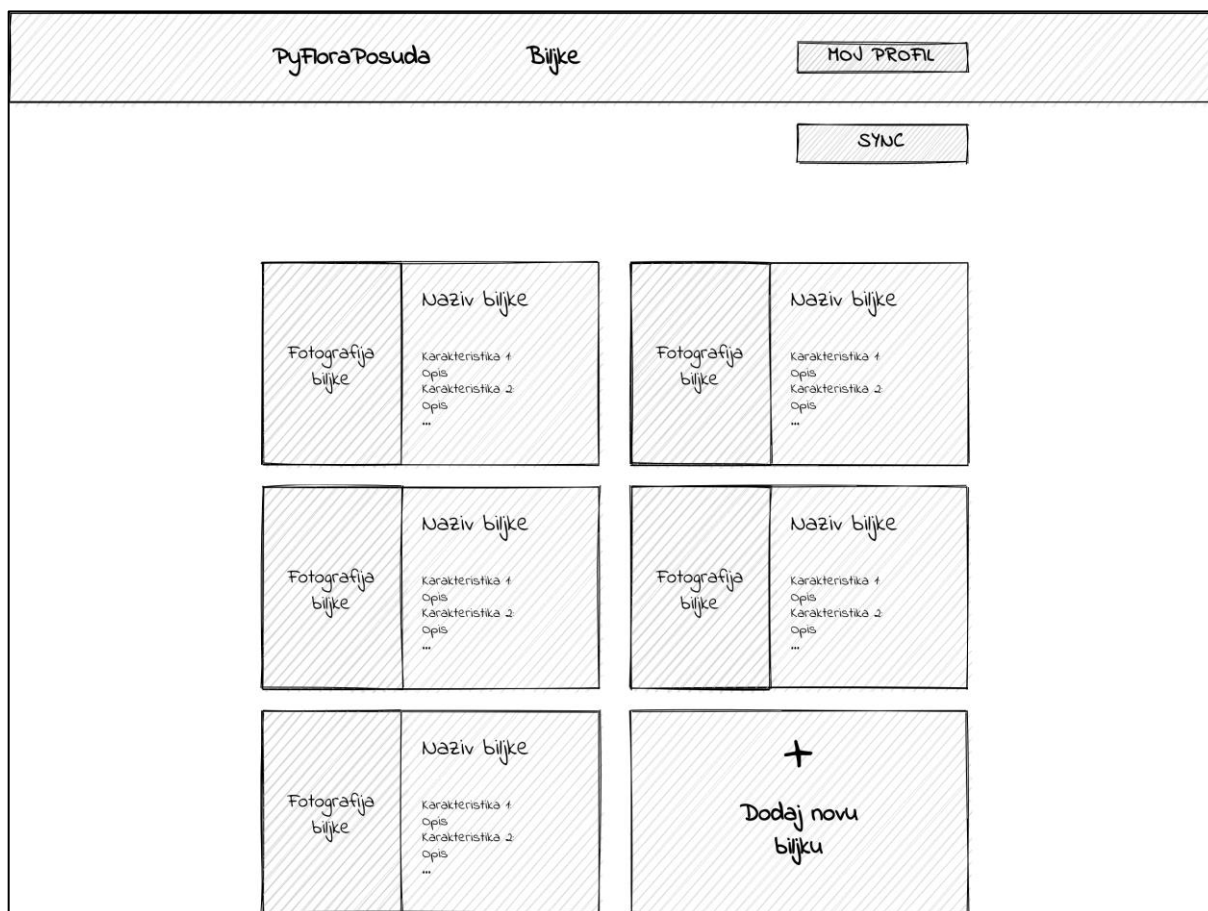 PyFloraPosuda
Biljke
MOJ PROFIL
SYNC
Fotografija
biljke
Naziv biljke
Karakteristika 1:
Opis
Karakteristika 2:
Opis
...
Fotografija
biljke
Naziv biljke
Karakteristika 1:
Opis
Karakteristika 2:
Opis
...
Fotografija
biljke
Naziv biljke
Karakteristika 1:
Opis
Karakteristika 2:
Opis
...
Fotografija
biljke
Naziv biljke
Karakteristika 1:
Opis
Karakteristika 2:
Opis
...
Fotografija
biljke
Naziv biljke
Karakteristika 1:
Opis
Karakteristika 2:
Opis
...
+
Dodaj novu
biljku